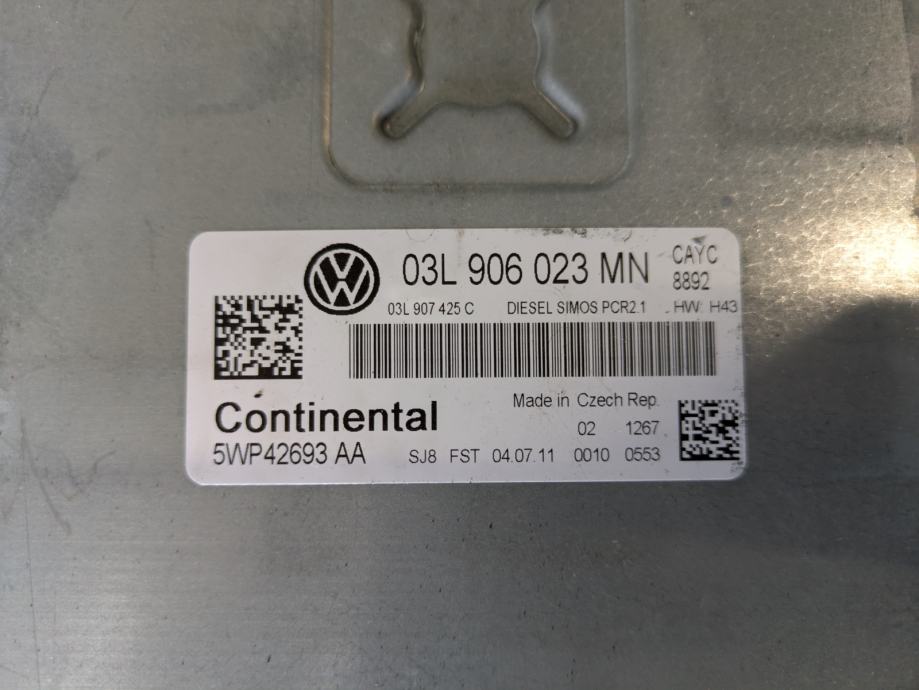 03L 906 023 MN CAYC
8892
03L 907 425 C DIESEL SIMOS PCR2.1 HW: H43
Continental Made in Czech Rep.
02 1267
5WP42693 AA SJ8 FST 04.07.11 0010 0553